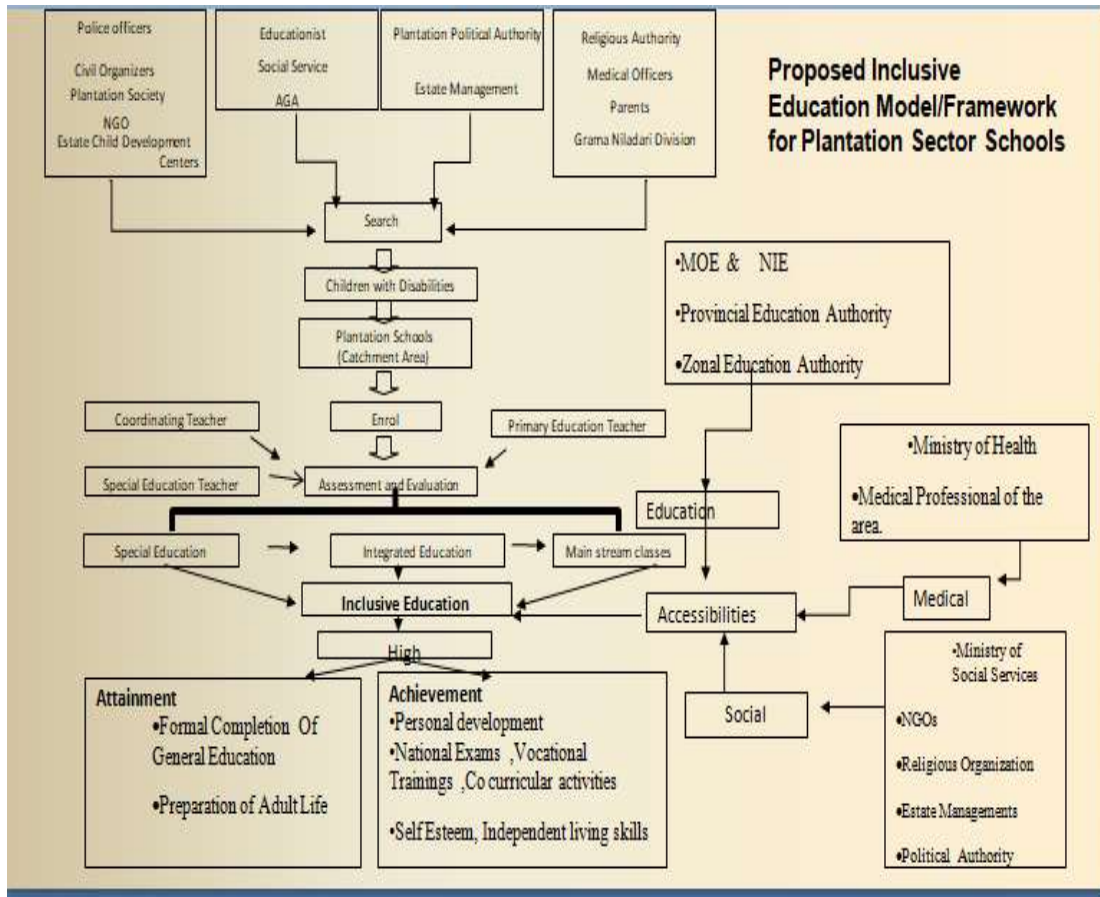 Police officers
Civil Organizers
Plantation Society
NGO
Estate Child Development
Centers
Educationist
Social Service
AGA
Plantation Political Authority
Estate Management
Religious Authority
Medical Officers
Parents
Grama Niladari Division
Proposed Inclusive
Education Model/Framework
for Plantation Sector Schools
Search
Children with Disabilities
Plantation Schools
(Catchment Area)
•MOE & NIE
•Provincial Education Authority
•Zonal Education Authority
Coordinating Teacher
Enrol
Primary Education Teacher
Special Education Teacher
Assessment and Evaluation
•Ministry of Health
•Medical Professional of the
area.
Education
Special Education
Integrated Education
Main stream classes
Inclusive Education
Accessibilities
Medical
High
Attainment
•Formal Completion Of
General Education
•Preparation of Adult Life
Achievement
•Personal development
•National Exams ,Vocational
Trainings ,Co curricular activities
•Self Esteem, Independent living skills
Social
•Ministry of
Social Services
•NGOs
•Religious Organization
•Estate Managements
•Political Authority